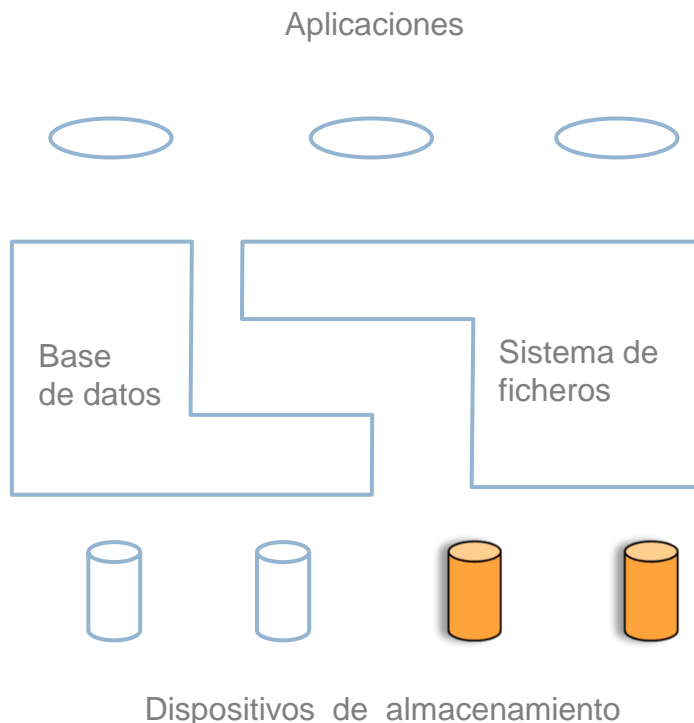 Aplicaciones
Base
de datos
Sistema de
ficheros
Dispositivos de almacenamiento